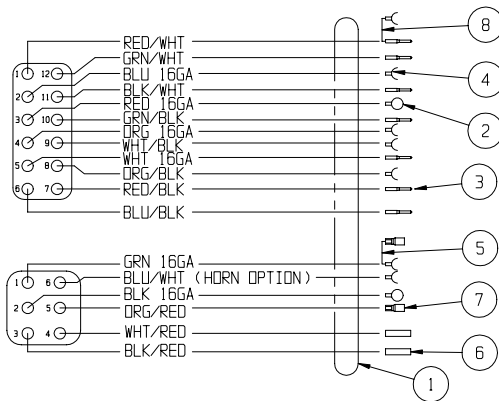 8
RED/WHT
GRN/WHT
1 12
BLU 16GA
4
2 11
BLK/WHT
RED 16GA
2
3 10
GRN/BLK
ORG 16GA
4 9
WHT/BLK
WHT 16GA
5 8
ORG/BLK
6 7
RED/BLK
3
BLU/BLK
5
GRN 16GA
1 6
BLU/WHT (HORN OPTION)
BLK 16GA
2 5
ORG/RED
7
3 4
WHT/RED
BLK/RED
6
1